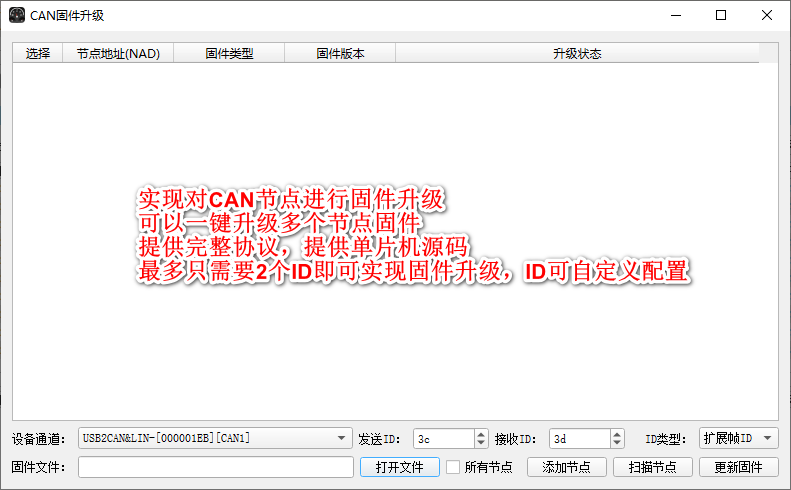 CAN固件升级
选择 节点地址(NAD) 固件类型 固件版本 升级状态
实现对CAN节点进行固件升级
可以一键升级多个节点固件
提供完整协议，提供单片机源码
最多只需要2个ID即可实现固件升级，ID可自定义配置
设备通道: USB2CAN&LIN-[000001EB][CAN1] 发送ID: 3c 接收ID: 3d ID类型: 扩展帧ID
固件文件: 打开文件 所有节点 添加节点 扫描节点 更新固件